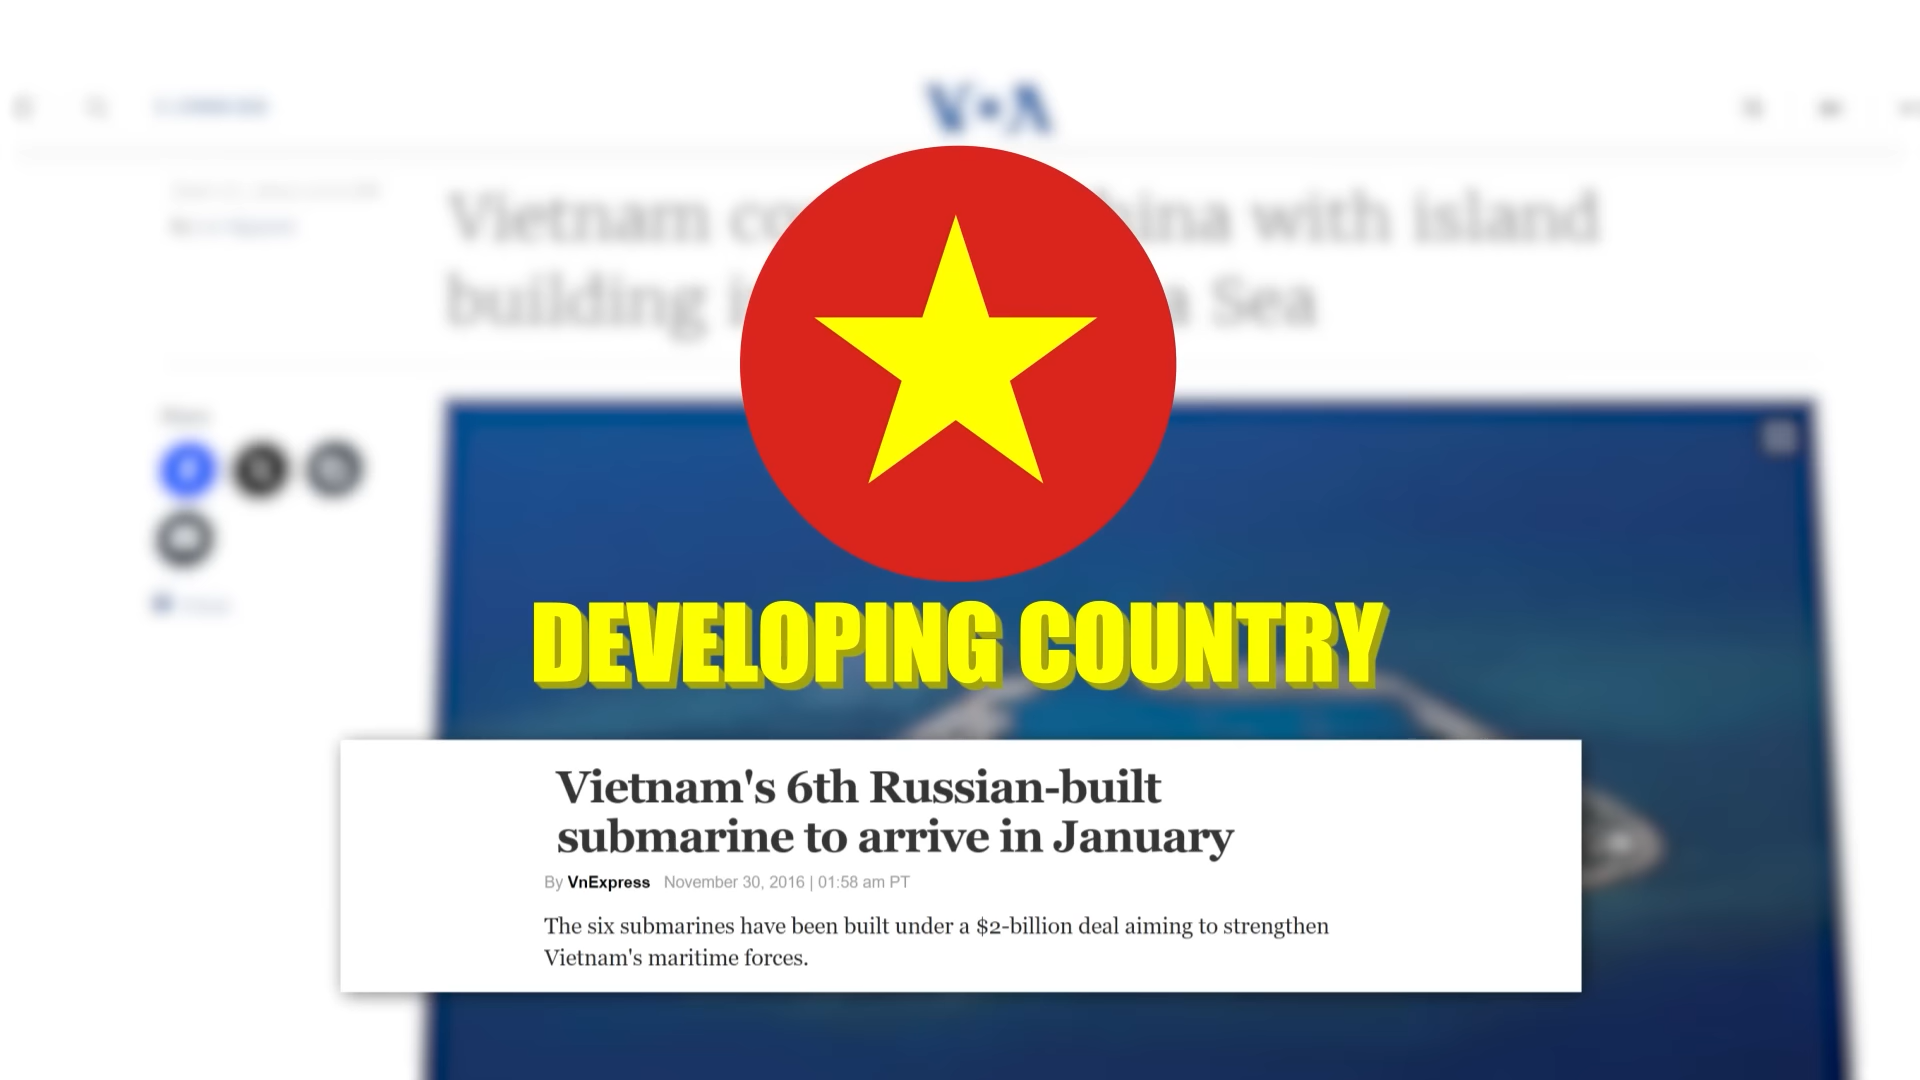 VOA
Vietnam co hina with island
building i a Sea
DEVELOPING COUNTRY
Vietnam's 6th Russian-built
submarine to arrive in January
By VnExpress November 30, 2016 | 01:58 am PT
The six submarines have been built under a $2-billion deal aiming to strengthen
Vietnam's maritime forces.